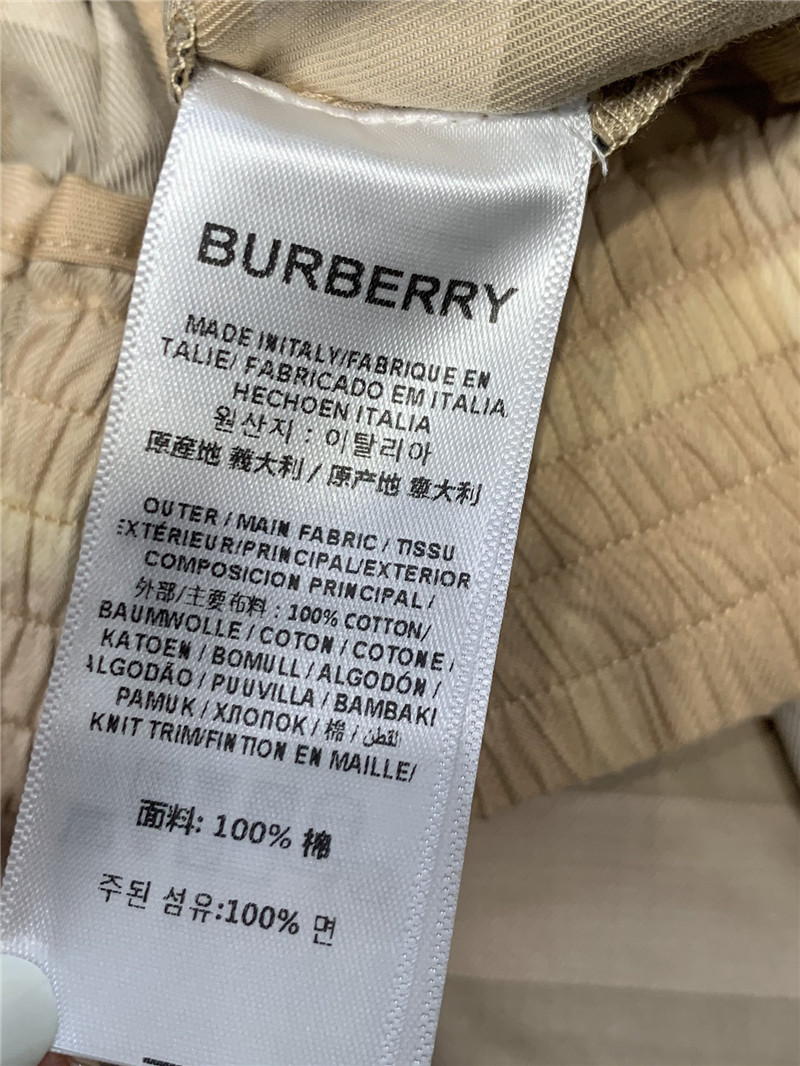 BURBERRY
MADE INITALY/FABRIQUE EN
TALIE/ FABRICADO EM ITALIA
HECHOEN ITALIA
원산지 : 이탈리아
原産地 義大利 / 原产地 意大利
OUTER / MAIN FABRIC / TISSU
EXTÉRIEUR/PRINCIPAL/EXTERIOR
COMPOSICION PRINCIPAL /
外部/主要布料 : 100% COTTON/
BAUMWOLLE / COTON / COTONE /
KATOEN / BOMULL / ALGODÓN /
ALGODÃO / PUUVILLA / BAMBAKI
PAMUK / ХЛОПОК / 棉 / القطن
KNIT TRIM/FINTION EN MAILLE/
面料: 100% 棉
주된 섬유:100% 면